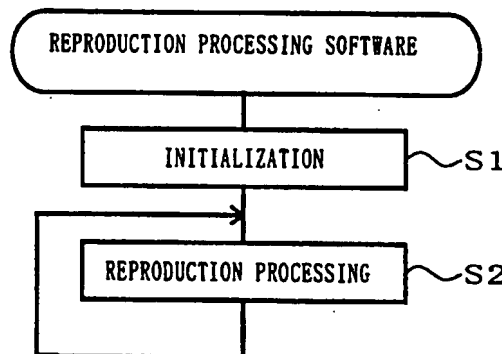 REPRODUCTION PROCESSING SOFTWARE
INITIALIZATION
S1
REPRODUCTION PROCESSING
S2